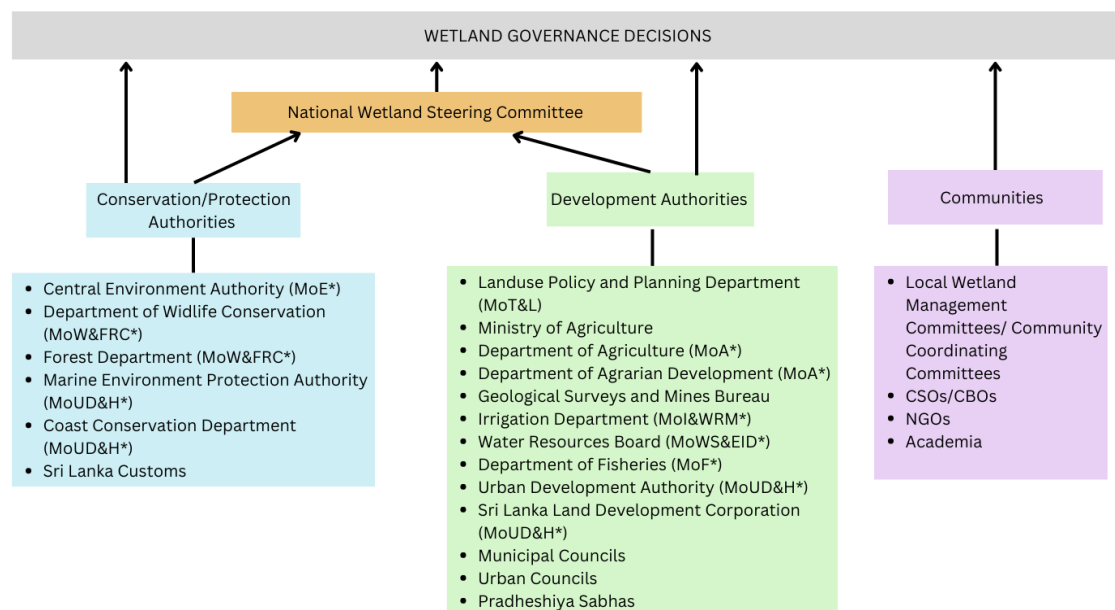 WETLAND GOVERNANCE DECISIONS
National Wetland Steering Committee
Conservation/Protection
Authorities
• Central Environment Authority (MoE*)
• Department of Widlife Conservation
(MoW&FRC*)
• Forest Department (MoW&FRC*)
• Marine Environment Protection Authority
(MoUD&H*)
• Coast Conservation Department
(MoUD&H*)
• Sri Lanka Customs
Development Authorities
• Landuse Policy and Planning Department
(MoT&L)
• Ministry of Agriculture
• Department of Agriculture (MoA*)
• Department of Agrarian Development (MoA*)
• Geological Surveys and Mines Bureau
• Irrigation Department (MoI&WRM*)
• Water Resources Board (MoWS&EID*)
• Department of Fisheries (MoF*)
• Urban Development Authority (MoUD&H*)
• Sri Lanka Land Development Corporation
(MoUD&H*)
• Municipal Councils
• Urban Councils
• Pradheshiya Sabhas
Communities
• Local Wetland
Management
Committees/ Community
Coordinating
Committees
• CSOs/CBOs
• NGOs
• Academia